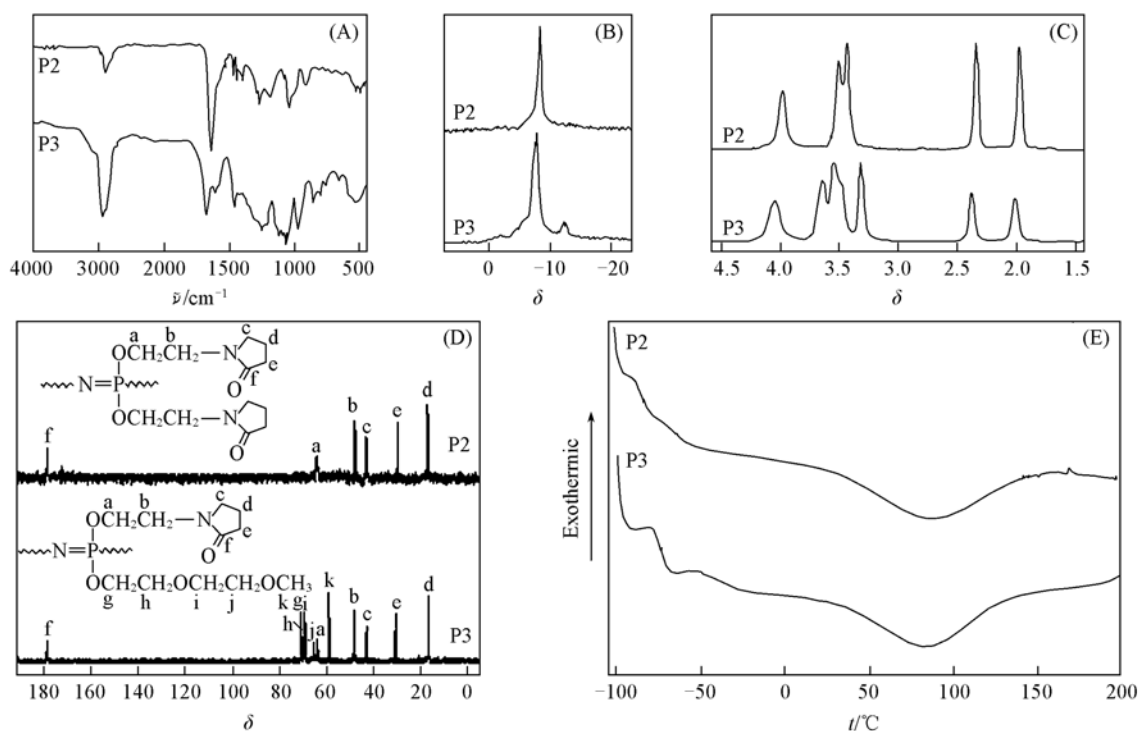 (A)
P2
P3
4000 3000 2000 1000 500
ν̃/cm⁻¹
(B)
P2
P3
0 −10 −20
δ
(C)
P2
P3
4.5 4.0 3.5 3.0 2.5 2.0 1.5
δ
(D)
a b c
OCH₂CH₂—N d
e
N=P f
O
OCH₂CH₂—N
O
f a b c e d
P2
a b c
OCH₂CH₂—N d
e
N=P O f
OCH₂CH₂OCH₂CH₂OCH₃
g h i j k
f h g i j a k b c e d
P3
180 160 140 120 100 80 60 40 20 0
δ
(E)
P2
P3
Exothermic
−100 −50 0 50 100 150 200
t/℃